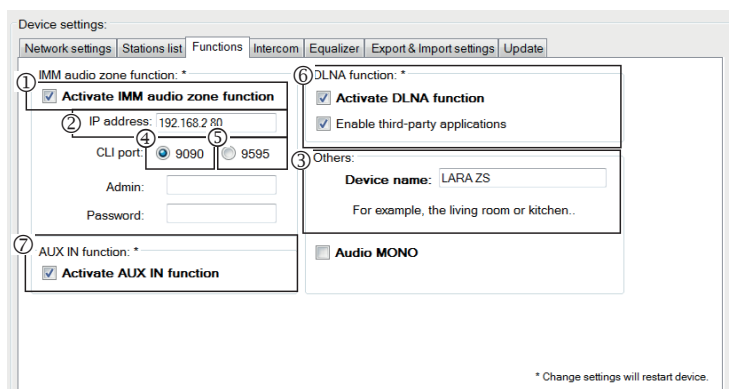 Device settings:
Network settings Stations list Functions Intercom Equalizer Export & Import settings Update
IMM audio zone function: *
① Activate IMM audio zone function
② IP address: 192.168.2.80
CLI port: ④ 9090 ⑤ 9595
Admin:
Password:
⑦ AUX IN function: *
Activate AUX IN function
⑥ DLNA function: *
Activate DLNA function
Enable third-party applications
③ Others:
Device name: LARA ZS
For example, the living room or kitchen..
Audio MONO
* Change settings will restart device.